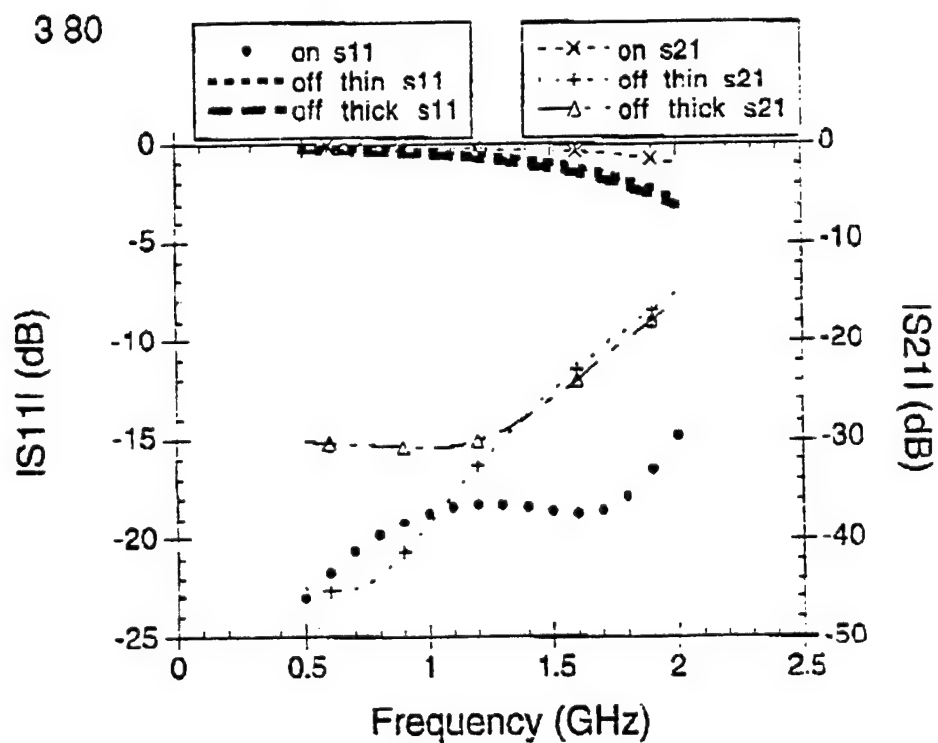 3 80
on s11
off thin s11
off thick s11
on s21
off thin s21
off thick s21
0
-5
-10
-15
-20
-25
|S11| (dB)
0
-10
-20
-30
-40
-50
|S21| (dB)
0
0.5
1
1.5
2
2.5
Frequency (GHz)